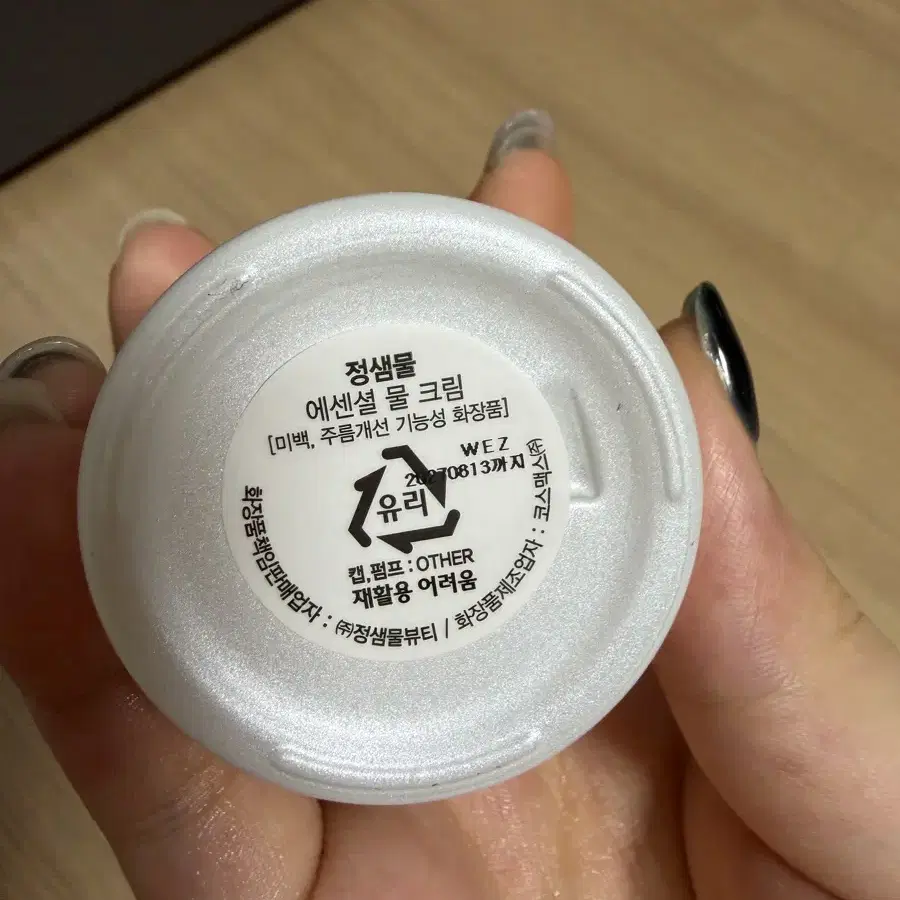 정샘물
에센셜 물 크림
[미백, 주름개선 기능성 화장품]
WEZ
20270813까지
유리
캡,펌프 : OTHER
재활용 어려움
화장품책임판매업자 : ㈜정샘물뷰티 / 화장품제조업자 : 코스맥스㈜